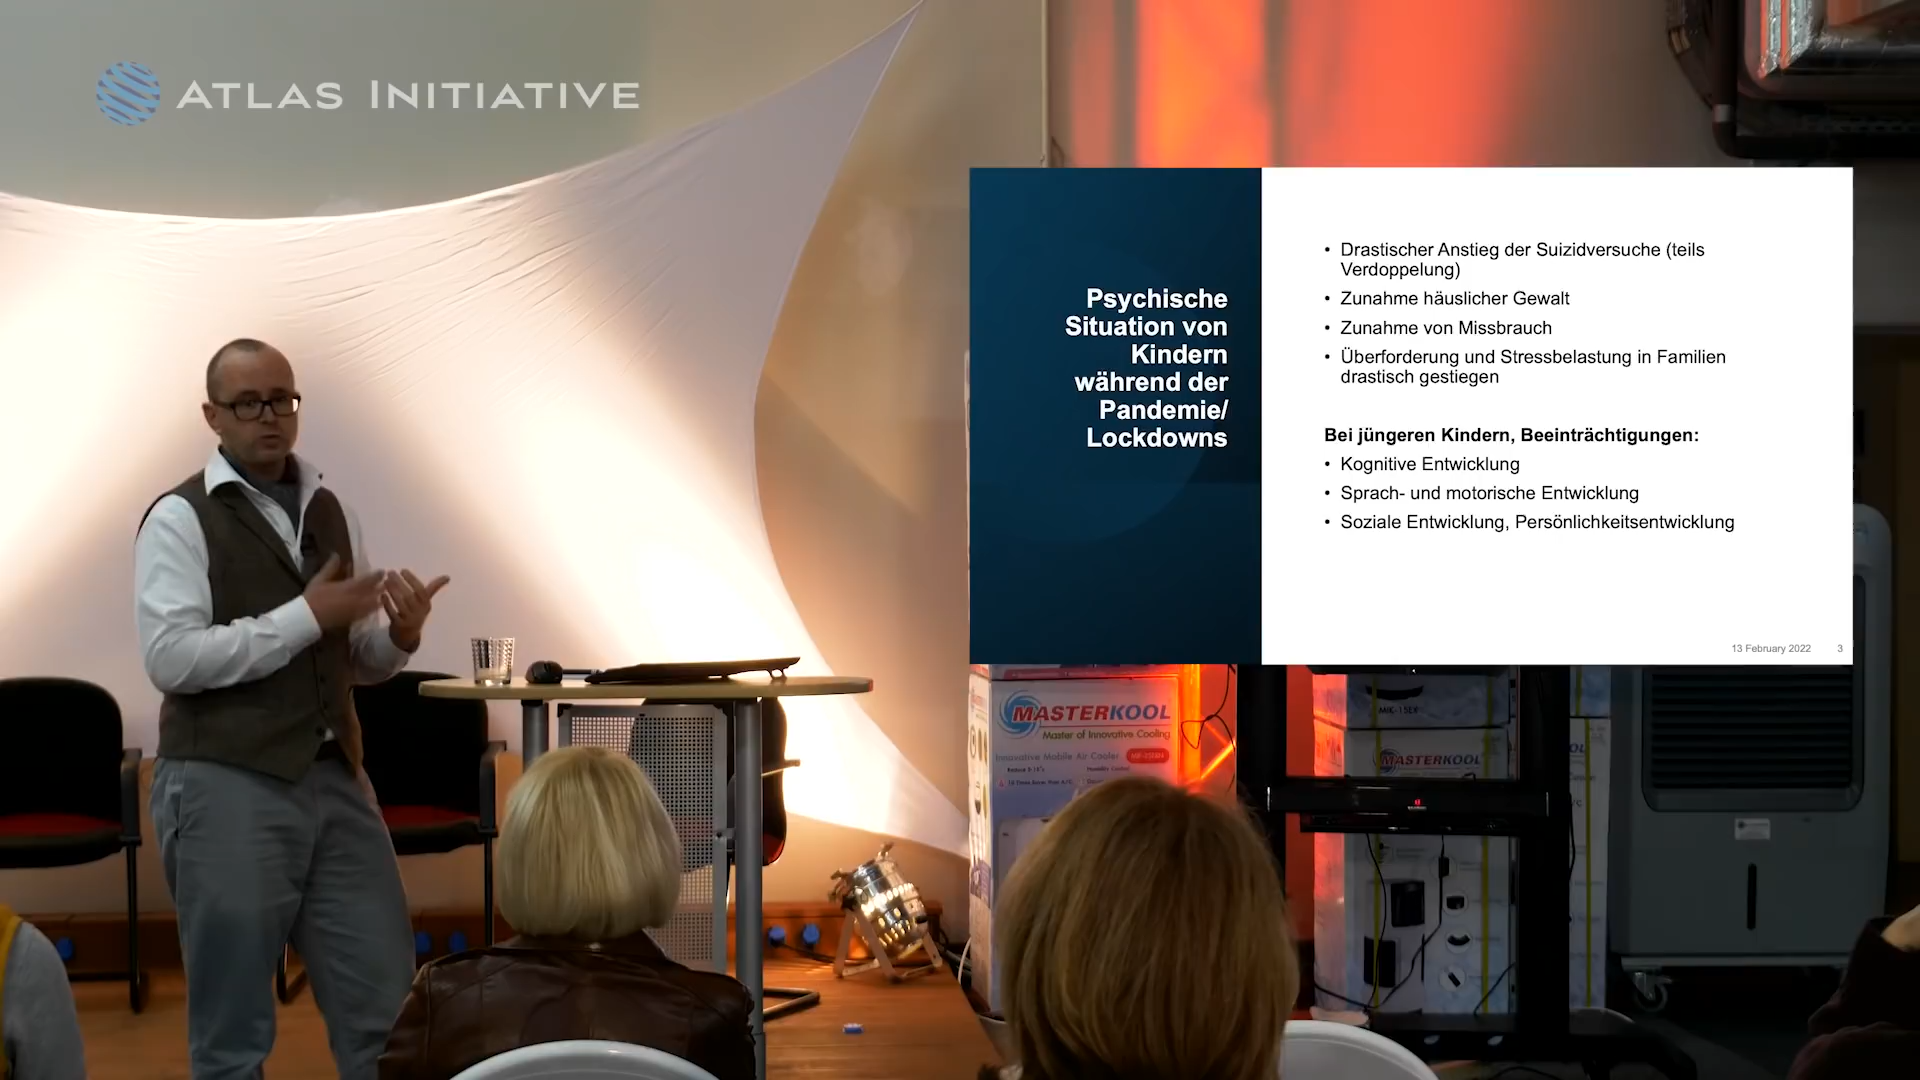 ATLAS INITIATIVE
Psychische
Situation von
Kindern
während der
Pandemie/
Lockdowns
• Drastischer Anstieg der Suizidversuche (teils
Verdoppelung)
• Zunahme häuslicher Gewalt
• Zunahme von Missbrauch
• Überforderung und Stressbelastung in Familien
drastisch gestiegen
Bei jüngeren Kindern, Beeinträchtigungen:
• Kognitive Entwicklung
• Sprach- und motorische Entwicklung
• Soziale Entwicklung, Persönlichkeitsentwicklung
13 February 2022 3
MASTERKOOL
Master of Innovative Cooling
Innovative Mobile Air Cooler
MIK-15EX
MASTERKOOL